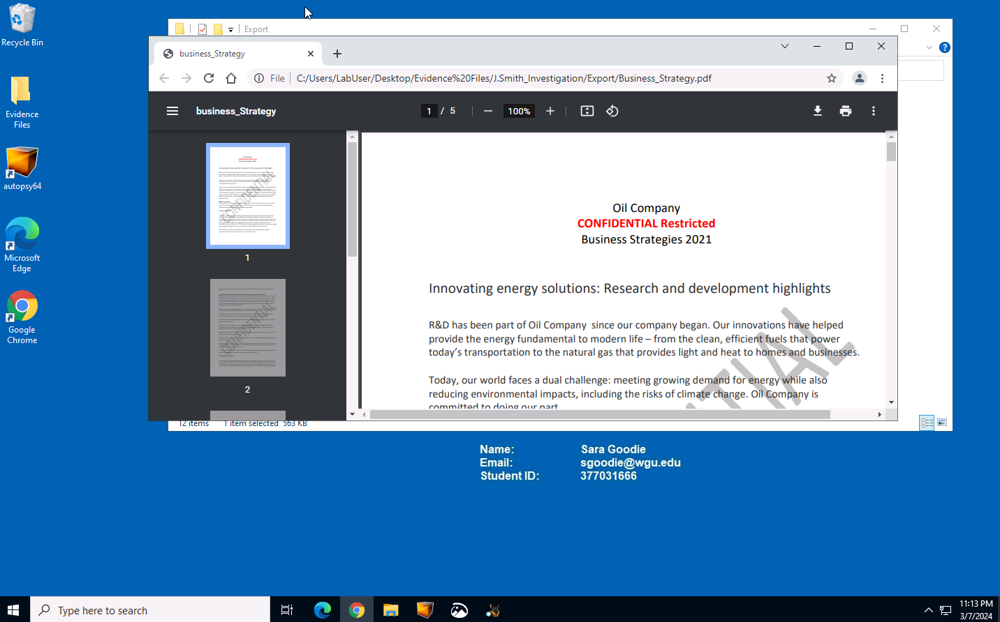 Recycle Bin
Evidence
Files
autopsy64
Microsoft
Edge
Google
Chrome
Export
business_Strategy
File
C:/Users/LabUser/Desktop/Evidence%20Files/J.Smith_Investigation/Export/Business_Strategy.pdf
business_Strategy
1 / 5
100%
1
2
Oil Company
CONFIDENTIAL Restricted
Business Strategies 2021
Innovating energy solutions: Research and development highlights
R&D has been part of Oil Company since our company began. Our innovations have helped
provide the energy fundamental to modern life – from the clean, efficient fuels that power
today’s transportation to the natural gas that provides light and heat to homes and businesses.
Today, our world faces a dual challenge: meeting growing demand for energy while also
reducing environmental impacts, including the risks of climate change. Oil Company is
committed to doing our part
CONFIDENTIAL
CONFIDENTIAL
NTIAL
12 items
1 item selected 563 KB
Name: Sara Goodie
Email: sgoodie@wgu.edu
Student ID: 377031666
Type here to search
11:13 PM
3/7/2024